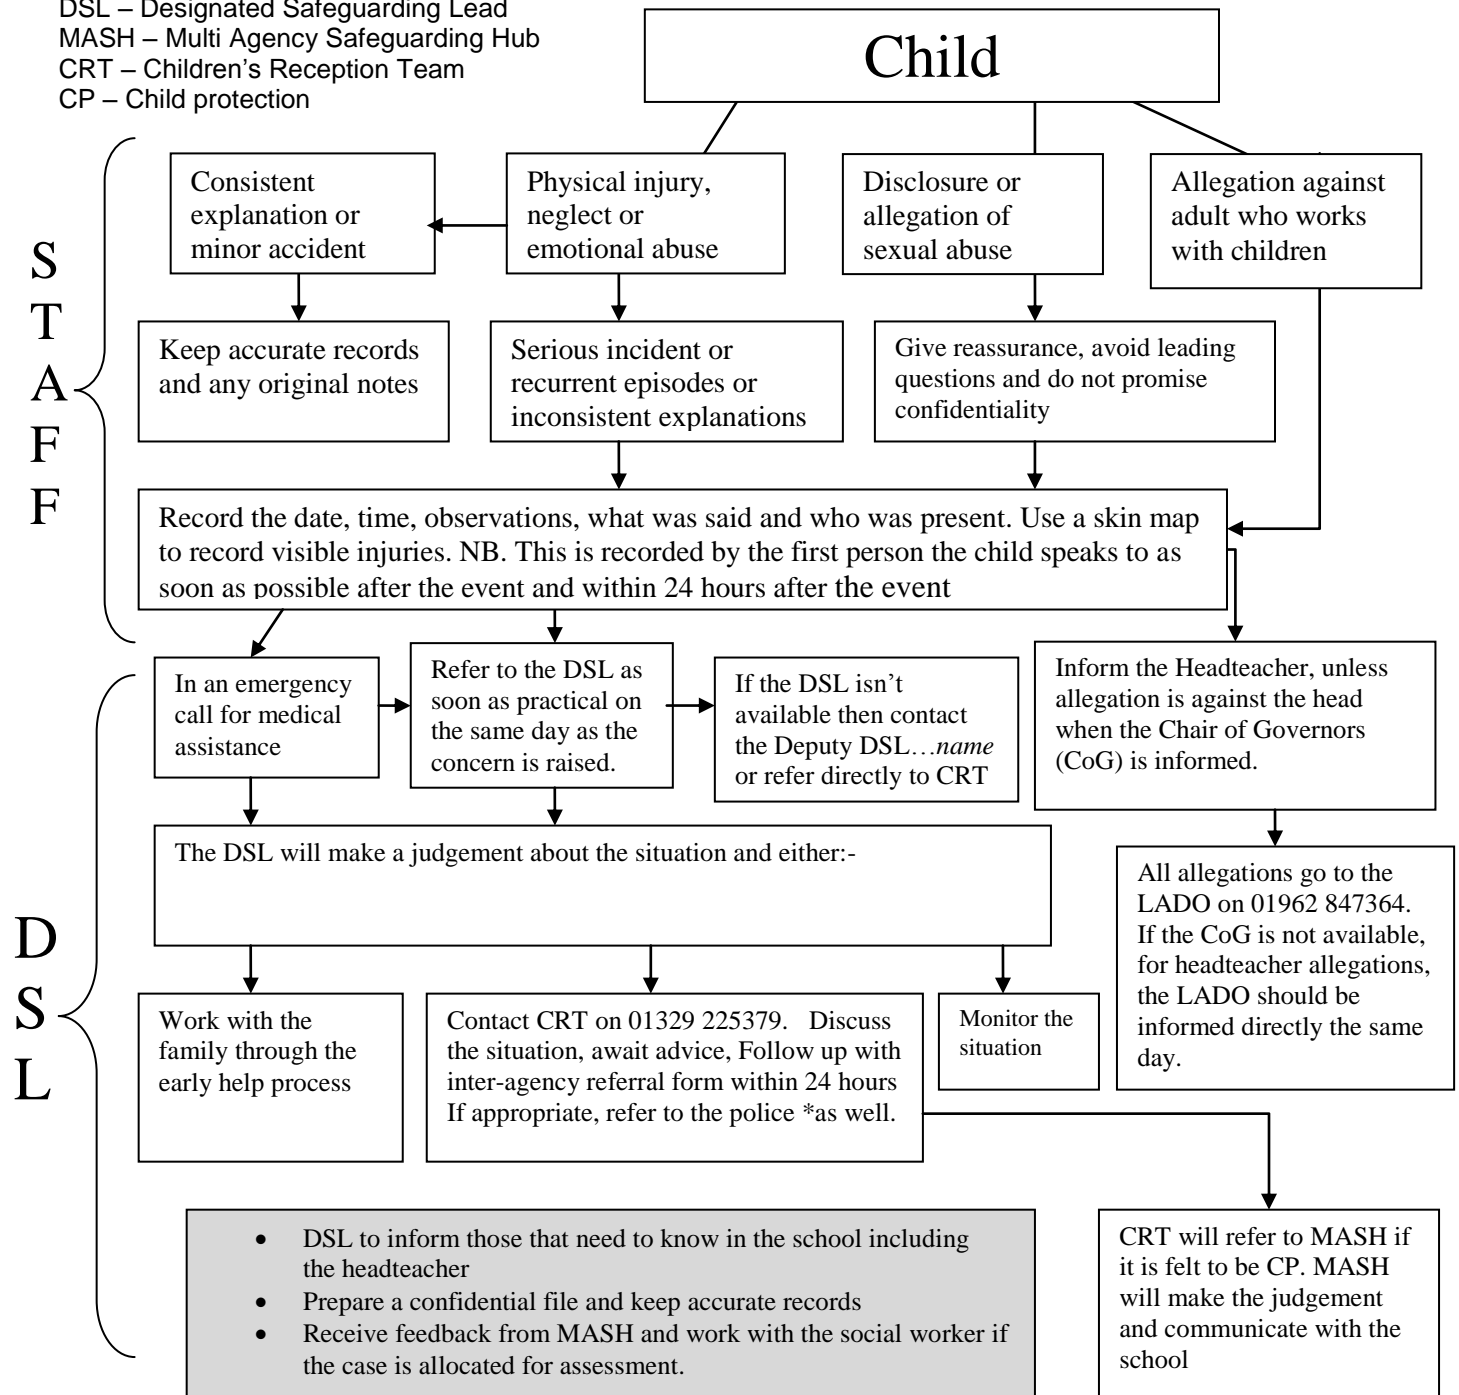 DSL – Designated Safeguarding Lead
MASH – Multi Agency Safeguarding Hub
CRT – Children's Reception Team
CP – Child protection
Child
STAFF
Consistent
explanation or
minor accident
Physical injury,
neglect or
emotional abuse
Disclosure or
allegation of
sexual abuse
Allegation against
adult who works
with children
Keep accurate records
and any original notes
Serious incident or
recurrent episodes or
inconsistent explanations
Give reassurance, avoid leading
questions and do not promise
confidentiality
Record the date, time, observations, what was said and who was present. Use a skin map
to record visible injuries. NB. This is recorded by the first person the child speaks to as
soon as possible after the event and within 24 hours after the event
DSL
In an emergency
call for medical
assistance
Refer to the DSL as
soon as practical on
the same day as the
concern is raised.
If the DSL isn't
available then contact
the Deputy DSL…name
or refer directly to CRT
Inform the Headteacher, unless
allegation is against the head
when the Chair of Governors
(CoG) is informed.
The DSL will make a judgement about the situation and either:-
All allegations go to the
LADO on 01962 847364.
If the CoG is not available,
for headteacher allegations,
the LADO should be
informed directly the same
day.
Work with the
family through the
early help process
Contact CRT on 01329 225379.   Discuss
the situation, await advice, Follow up with
inter-agency referral form within 24 hours
If appropriate, refer to the police *as well.
Monitor the
situation
• DSL to inform those that need to know in the school including
the headteacher
• Prepare a confidential file and keep accurate records
• Receive feedback from MASH and work with the social worker if
the case is allocated for assessment.
CRT will refer to MASH if
it is felt to be CP. MASH
will make the judgement
and communicate with the
school